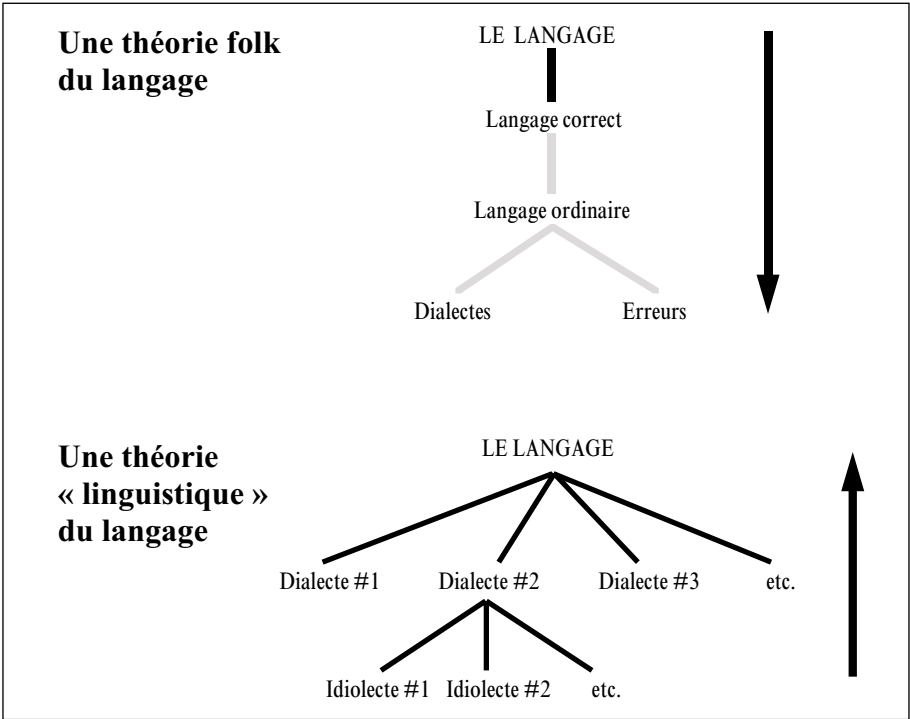 Une théorie folk
du langage
LE LANGAGE
Langage correct
Langage ordinaire
Dialectes Erreurs
Une théorie
« linguistique »
du langage
LE LANGAGE
Dialecte #1 Dialecte #2 Dialecte #3 etc.
Idiolecte #1 Idiolecte #2 etc.